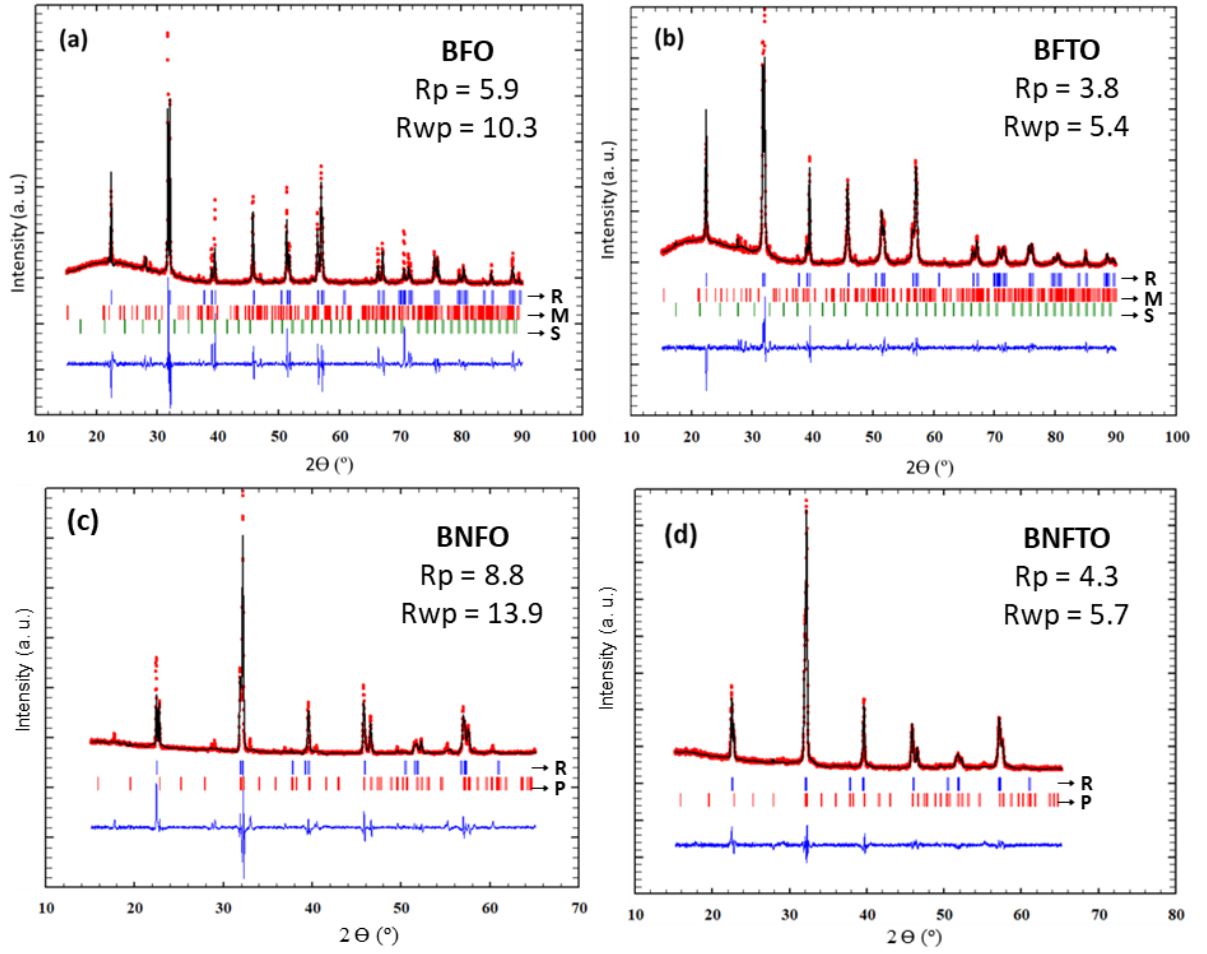 (a)
BFO
Rp = 5.9
Rwp = 10.3
Intensity (a. u.)
→ R
→ M
→ S
10 20 30 40 50 60 70 80 90 100
2Θ (º)
(b)
BFTO
Rp = 3.8
Rwp = 5.4
Intensity (a. u.)
→ R
→ M
→ S
10 20 30 40 50 60 70 80 90 100
2Θ (º)
(c)
BNFO
Rp = 8.8
Rwp = 13.9
Intensity (a. u.)
→ R
→ P
10 20 30 40 50 60 70
2 Θ (°)
(d)
BNFTO
Rp = 4.3
Rwp = 5.7
Intensity (a. u.)
→ R
→ P
10 20 30 40 50 60 70 80
2 Θ (°)